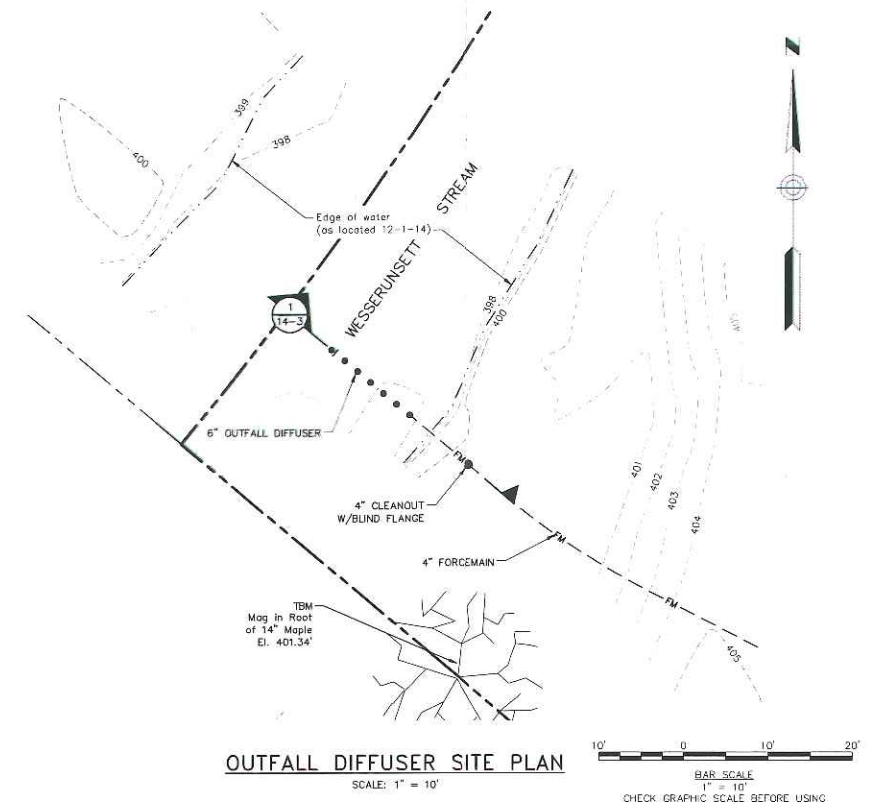 N
399
400
398
Edge of water
(as located 12-1-14)
WESSERUNSETT STREAM
398
400
405
1
14-3
6" OUTFALL DIFFUSER
FM
401
402
403
404
4" CLEANOUT
W/BLIND FLANGE
4" FORCEMAIN
FM
FM
TBM
Mag in Root
of 14" Maple
El. 401.34'
405
OUTFALL DIFFUSER SITE PLAN
SCALE: 1" = 10'
10' 0 10' 20'
BAR SCALE
1" = 10'
CHECK GRAPHIC SCALE BEFORE USING